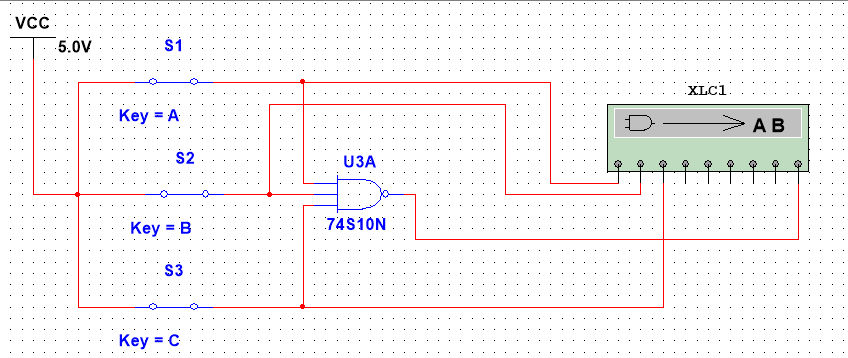 VCC
5.0V
S1
Key = A
XLC1
A B
S2
U3A
74S10N
Key = B
S3
Key = C